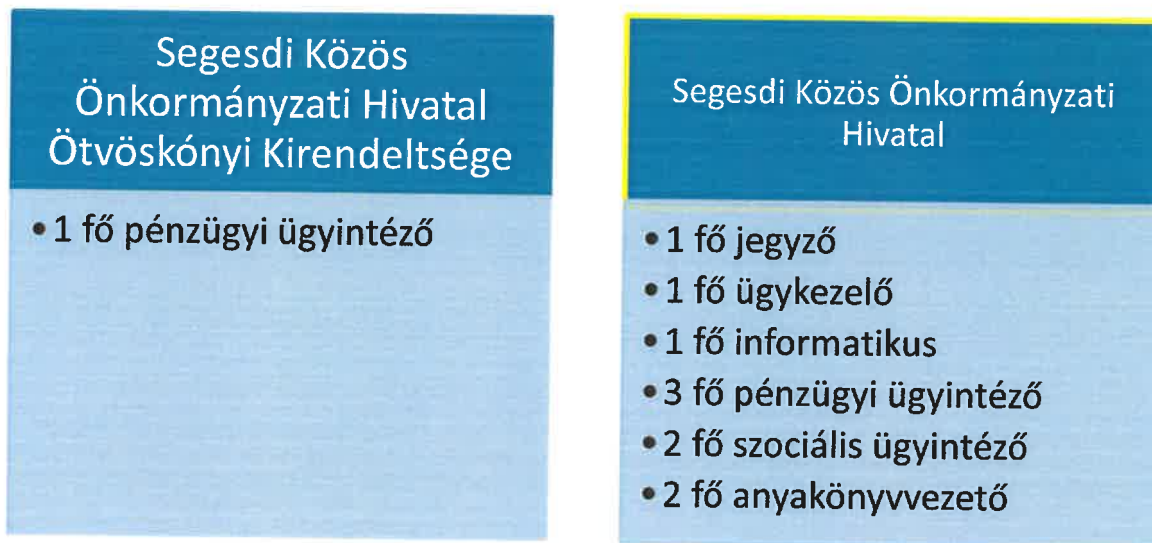 Segesdi Közös
Önkormányzati Hivatal
Ötvöskónyi Kirendeltsége
• 1 fő pénzügyi ügyintéző
Segesdi Közös Önkormányzati
Hivatal
• 1 fő jegyző
• 1 fő ügykezelő
• 1 fő informatikus
• 3 fő pénzügyi ügyintéző
• 2 fő szociális ügyintéző
• 2 fő anyakönyvvezető